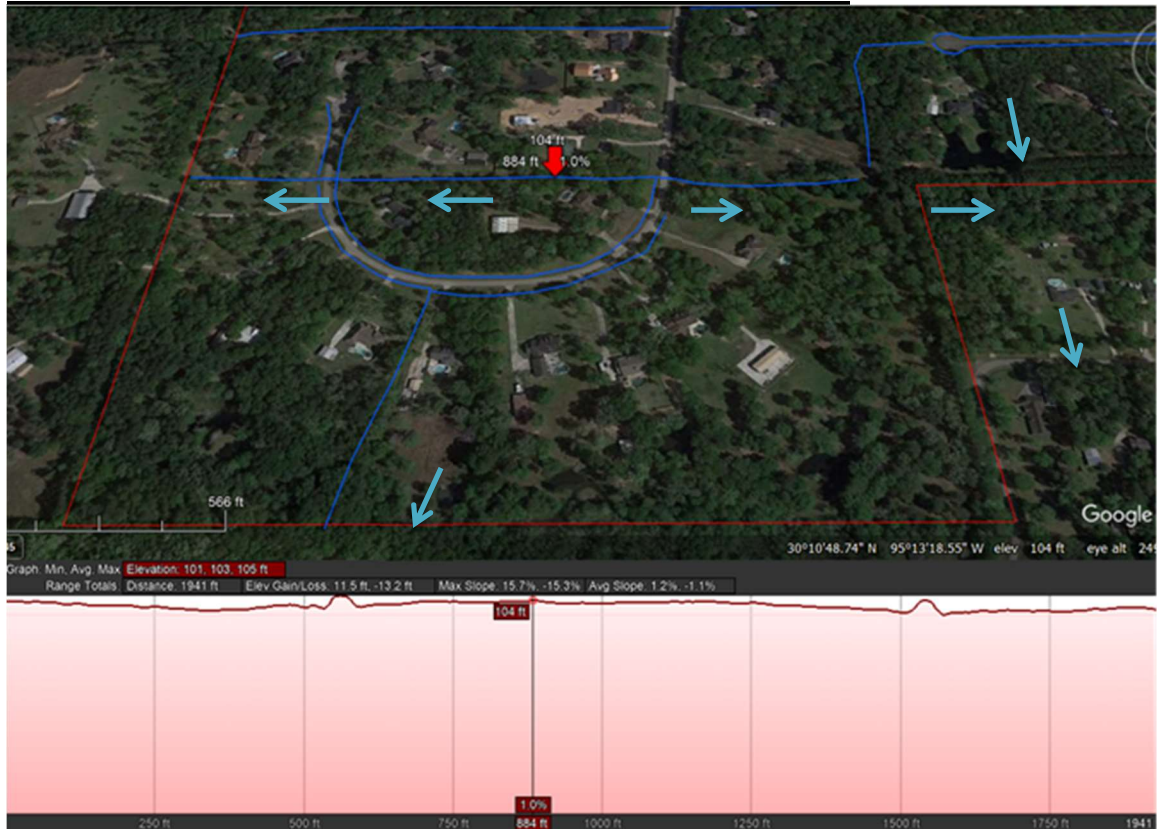 104 ft
884 ft 1.0%
566 ft
Google
30°10'48.74" N 95°13'18.55" W elev 104 ft eye alt
Graph: Min, Avg, Max Elevation: 101, 103, 105 ft
Range Totals: Distance: 1941 ft Elev Gain/Loss: 11.5 ft, -13.2 ft Max Slope: 15.7%, -15.3% Avg Slope: 1.2%, -1.1%
104 ft
1.0%
250 ft 500 ft 750 ft 884 ft 1000 ft 1250 ft 1500 ft 1750 ft 1941